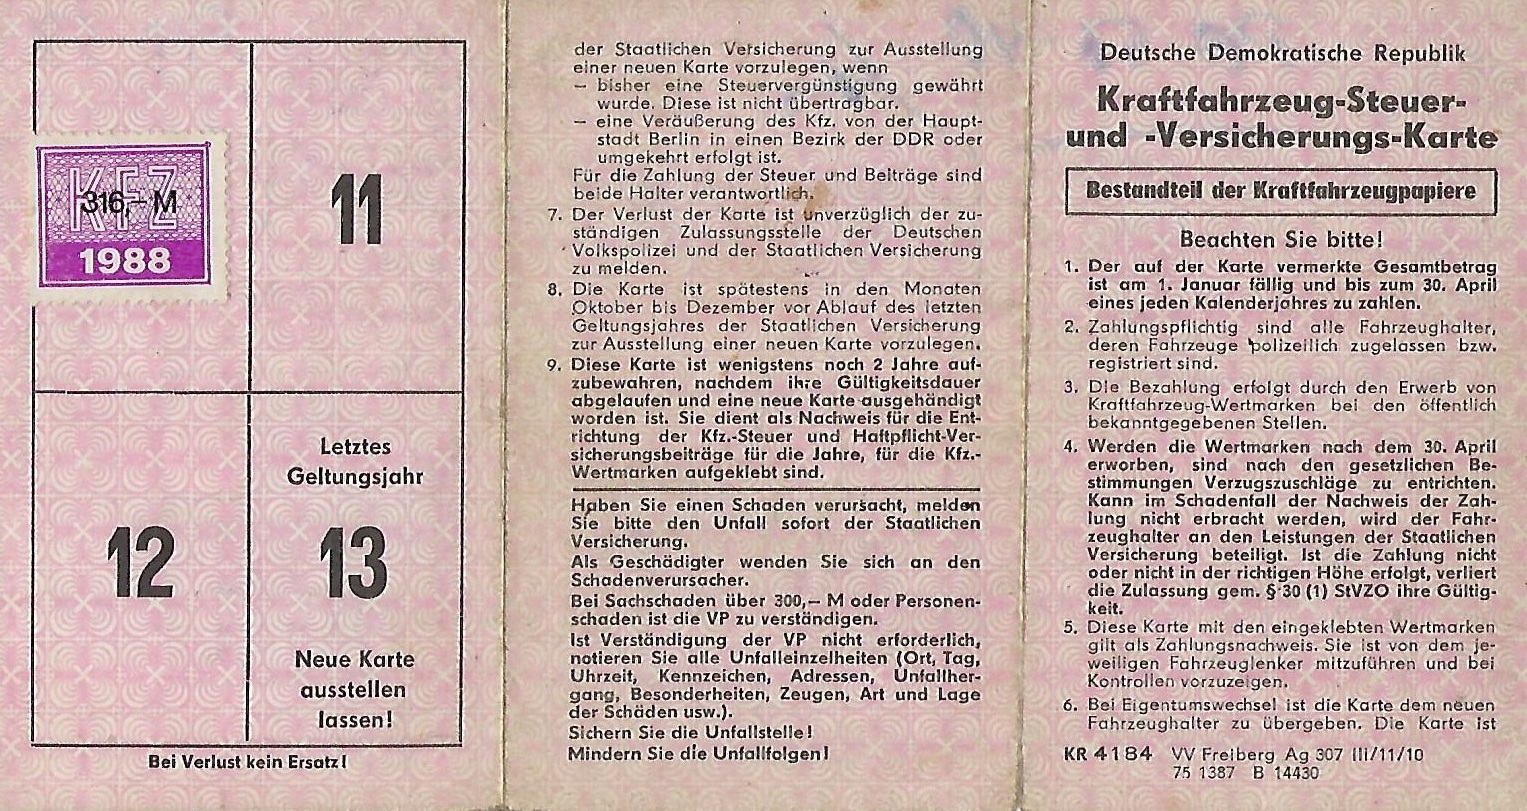 KFZ
316,– M
1988
11
12
Letztes
Geltungsjahr
13
Neue Karte
ausstellen
lassen!
Bei Verlust kein Ersatz!
der Staatlichen Versicherung zur Ausstellung
einer neuen Karte vorzulegen, wenn
– bisher eine Steuervergünstigung gewährt
wurde. Diese ist nicht übertragbar.
– eine Veräußerung des Kfz. von der Haupt-
stadt Berlin in einen Bezirk der DDR oder
umgekehrt erfolgt ist.
Für die Zahlung der Steuer und Beiträge sind
beide Halter verantwortlich.
7. Der Verlust der Karte ist unverzüglich der zu-
ständigen Zulassungsstelle der Deutschen
Volkspolizei und der Staatlichen Versicherung
zu melden.
8. Die Karte ist spätestens in den Monaten
Oktober bis Dezember vor Ablauf des letzten
Geltungsjahres der Staatlichen Versicherung
zur Ausstellung einer neuen Karte vorzulegen.
9. Diese Karte ist wenigstens noch 2 Jahre auf-
zubewahren, nachdem ihre Gültigkeitsdauer
abgelaufen und eine neue Karte ausgehändigt
worden ist. Sie dient als Nachweis für die Ent-
richtung der Kfz.-Steuer und Haftpflicht-Ver-
sicherungsbeiträge für die Jahre, für die Kfz.-
Wertmarken aufgeklebt sind.
Haben Sie einen Schaden verursacht, melden
Sie bitte den Unfall sofort der Staatlichen
Versicherung.
Als Geschädigter wenden Sie sich an den
Schadenverursacher.
Bei Sachschaden über 300,– M oder Personen-
schaden ist die VP zu verständigen.
Ist Verständigung der VP nicht erforderlich,
notieren Sie alle Unfalleinzelheiten (Ort, Tag,
Uhrzeit, Kennzeichen, Adressen, Unfallher-
gang, Besonderheiten, Zeugen, Art und Lage
der Schäden usw.).
Sichern Sie die Unfallstelle!
Mindern Sie die Unfallfolgen!
Deutsche Demokratische Republik
Kraftfahrzeug-Steuer-
und -Versicherungs-Karte
Bestandteil der Kraftfahrzeugpapiere
Beachten Sie bitte!
1. Der auf der Karte vermerkte Gesamtbetrag
ist am 1. Januar fällig und bis zum 30. April
eines jeden Kalenderjahres zu zahlen.
2. Zahlungspflichtig sind alle Fahrzeughalter,
deren Fahrzeuge polizeilich zugelassen bzw.
registriert sind.
3. Die Bezahlung erfolgt durch den Erwerb von
Kraftfahrzeug-Wertmarken bei den öffentlich
bekanntgegebenen Stellen.
4. Werden die Wertmarken nach dem 30. April
erworben, sind nach den gesetzlichen Be-
stimmungen Verzugszuschläge zu entrichten.
Kann im Schadenfall der Nachweis der Zah-
lung nicht erbracht werden, wird der Fahr-
zeughalter an den Leistungen der Staatlichen
Versicherung beteiligt. Ist die Zahlung nicht
oder nicht in der richtigen Höhe erfolgt, verliert
die Zulassung gem. § 30 (1) StVZO ihre Gültig-
keit.
5. Diese Karte mit den eingeklebten Wertmarken
gilt als Zahlungsnachweis. Sie ist von dem je-
weiligen Fahrzeuglenker mitzuführen und bei
Kontrollen vorzuzeigen.
6. Bei Eigentumswechsel ist die Karte dem neuen
Fahrzeughalter zu übergeben. Die Karte ist
KR 4184 VV Freiberg Ag 307 III/11/10
75 1387 B 14430